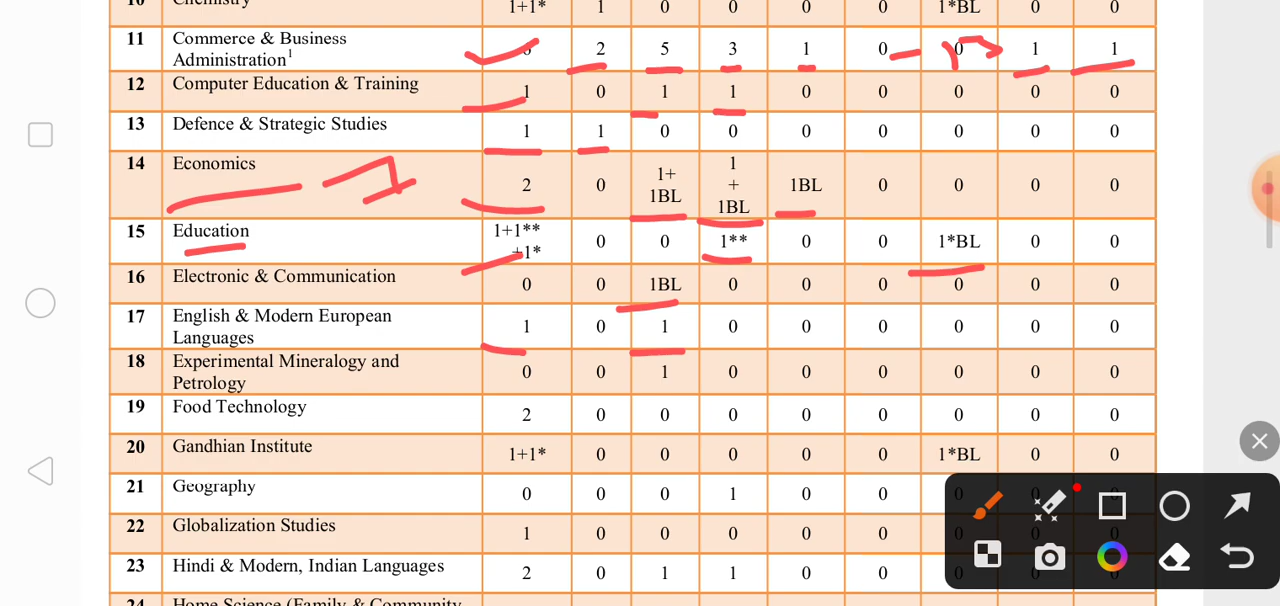 10 Chemistry 1+1* 1 0 0 0 0 1*BL 0 0
11 Commerce & Business 2 5 3 1 0 0 1 1
Administration1
12 Computer Education & Training 1 0 1 1 0 0 0 0 0
13 Defence & Strategic Studies 1 1 0 0 0 0 0 0 0
14 Economics 2 0 1+ 1 1BL 0 0 0 0
1BL +
1BL
15 Education 1+1** 0 0 1** 0 0 1*BL 0 0
+1*
16 Electronic & Communication 0 0 1BL 0 0 0 0 0 0
17 English & Modern European 1 0 1 0 0 0 0 0 0
Languages
18 Experimental Mineralogy and 0 0 1 0 0 0 0 0 0
Petrology
19 Food Technology 2 0 0 0 0 0 0 0 0
20 Gandhian Institute 1+1* 0 0 0 0 0 1*BL 0 0
21 Geography 0 0 0 1 0 0 0 0 0
22 Globalization Studies 1 0 0 0 0 0 0 0 0
23 Hindi & Modern, Indian Languages 2 0 1 1 0 0 0
24 Home Science (Family & Community